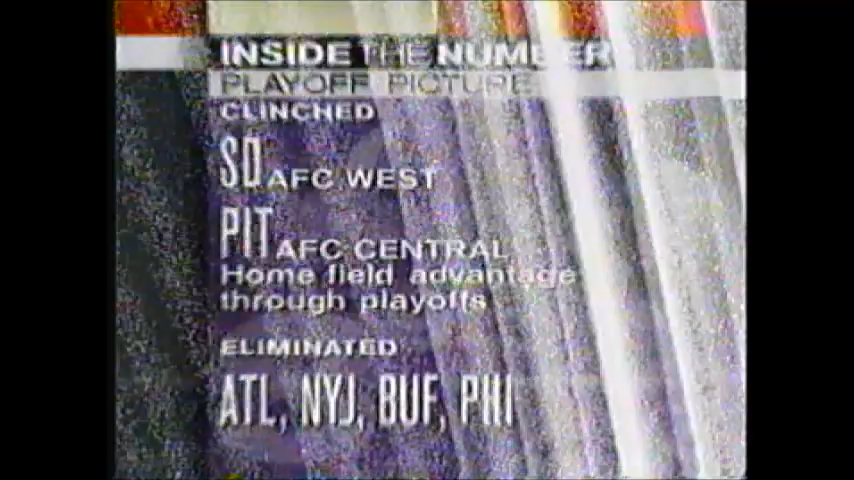 INSIDE THE NUMBER
PLAYOFF PICTURE
CLINCHED
SD AFC WEST
PIT AFC CENTRAL
Home field advantage
through playoffs
ELIMINATED
ATL, NYJ, BUF, PHI